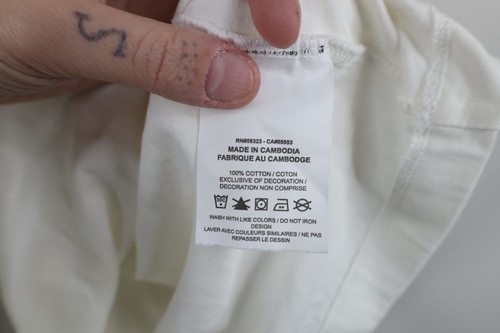 RN#56323 - CA#05553
MADE IN CAMBODIA
FABRIQUE AU CAMBODGE
100% COTTON / COTON
EXCLUSIVE OF DECORATION /
DECORATION NON COMPRISE
WASH WITH LIKE COLORS / DO NOT IRON
DESIGN
LAVER AVEC COULEURS SIMILAIRES / NE PAS
REPASSER LE DESSIN